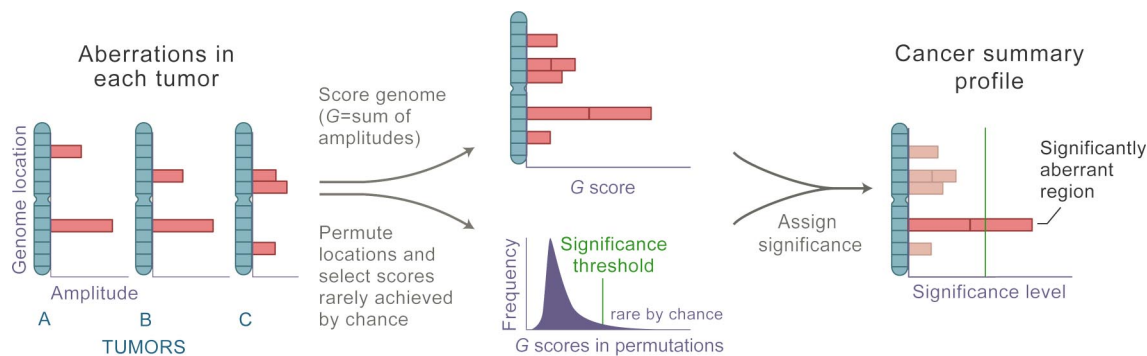 Aberrations in
each tumor
Genome location
Amplitude
A
B
C
TUMORS
Score genome
(G=sum of
amplitudes)
Permute
locations and
select scores
rarely achieved
by chance
G score
Frequency
Significance
threshold
rare by chance
G scores in permutations
Assign
significance
Cancer summary
profile
Significantly
aberrant
region
Significance level